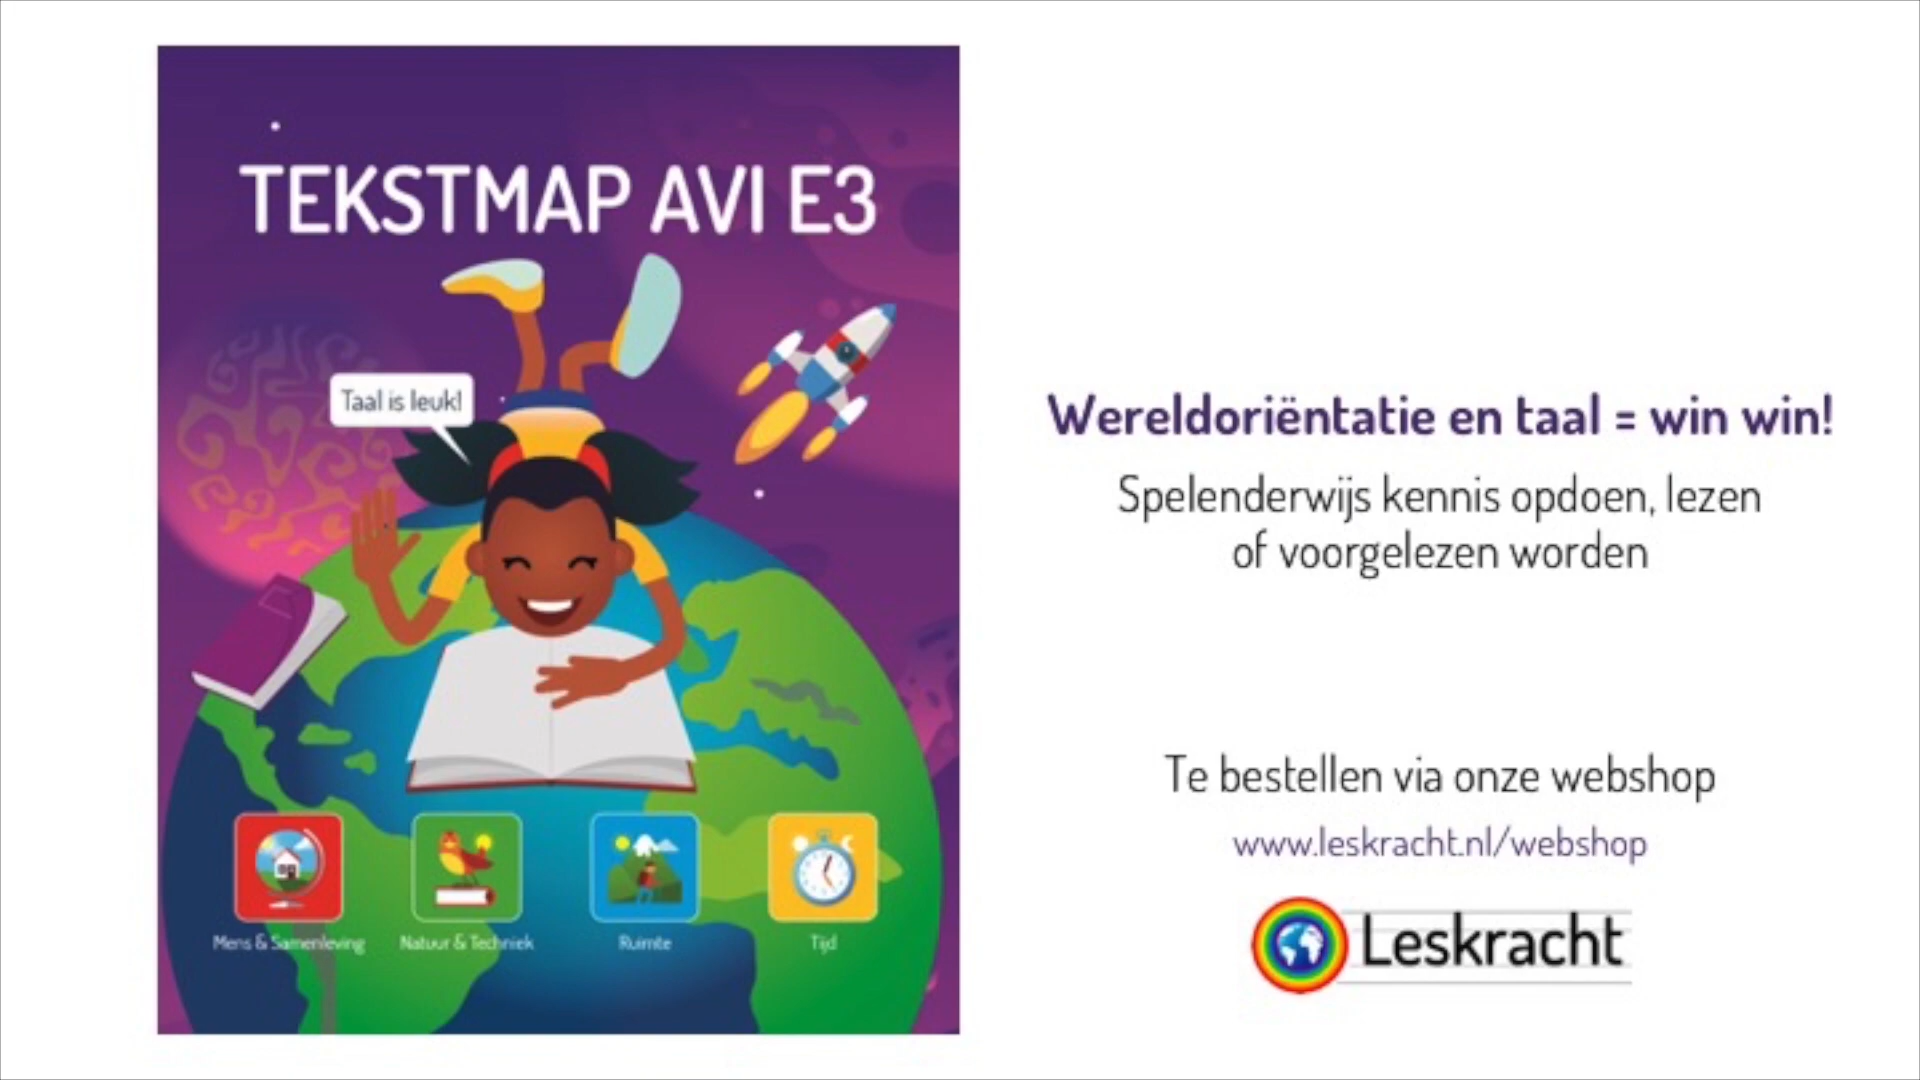 TEKSTMAP AVI E3
Taal is leuk!
Mens & Samenleving
Natuur & Techniek
Ruimte
Tijd
Wereldoriëntatie en taal = win win!
Spelenderwijs kennis opdoen, lezen
of voorgelezen worden
Te bestellen via onze webshop
www.leskracht.nl/webshop
Leskracht